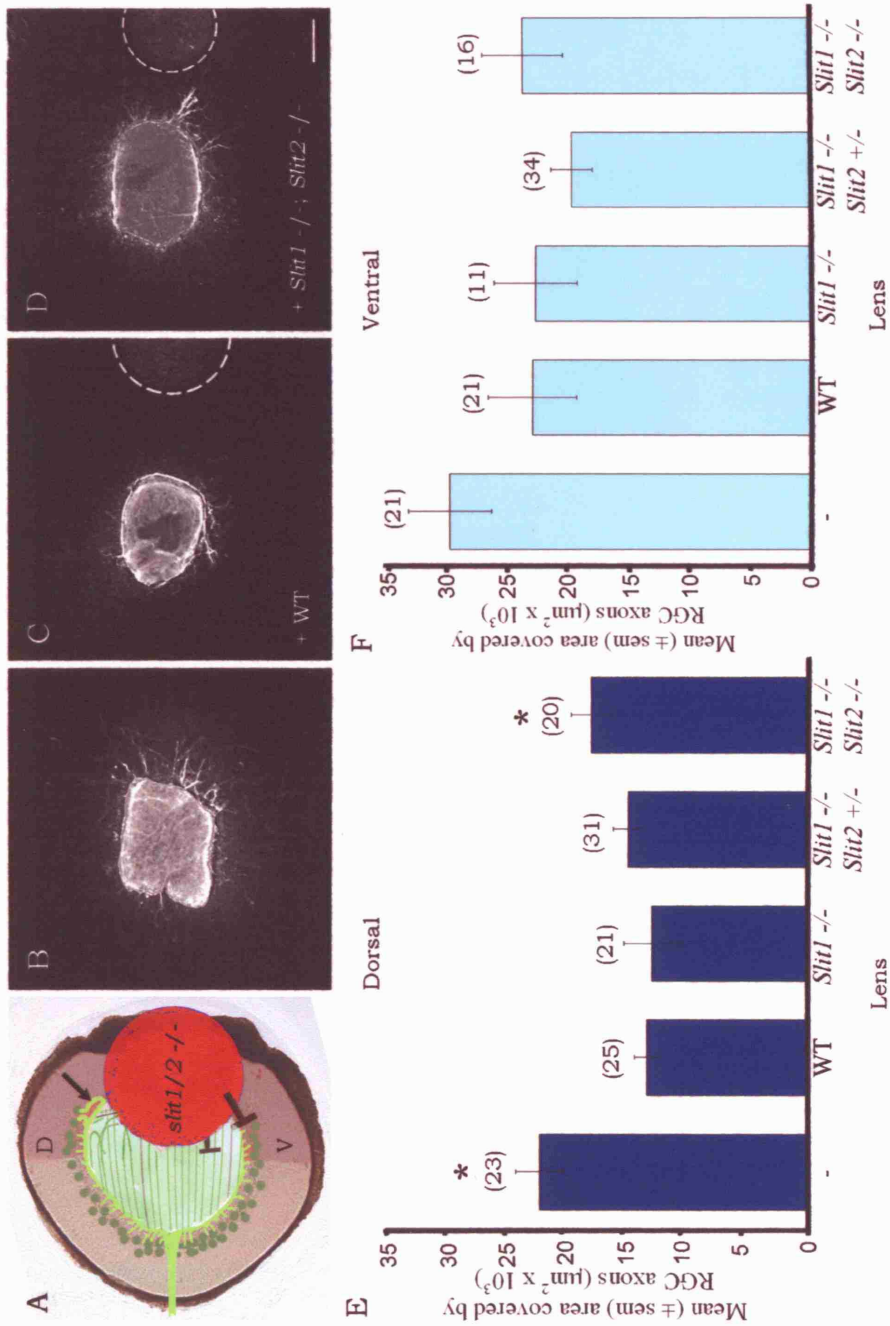 A
D
slit1/2 -/-
V
B
C
+ WT
D
+ Slit1 -/-; Slit2 -/-
E
Dorsal
Mean (± sem) area covered by
RGC axons (µm² x 10³)
35
30
25
20
15
10
5
0
*
(23)
(25)
(21)
(31)
*
(20)
-
WT
Slit1 -/-
Slit1 -/-
Slit2 +/-
Slit1 -/-
Slit2 -/-
Lens
F
Ventral
Mean (± sem) area covered by
RGC axons (µm² x 10³)
35
30
25
20
15
10
5
0
(21)
(21)
(11)
(34)
(16)
-
WT
Slit1 -/-
Slit1 -/-
Slit2 +/-
Slit1 -/-
Slit2 -/-
Lens